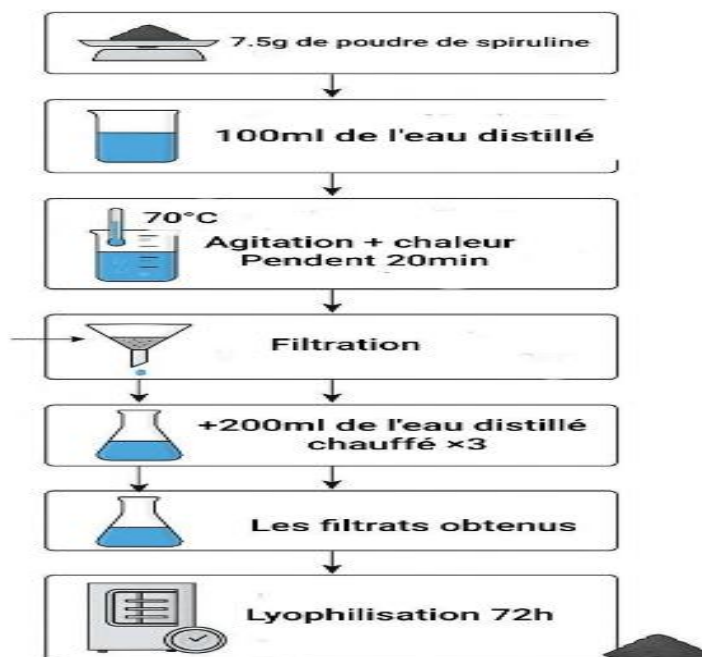 7.5g de poudre de spiruline
100ml de l'eau distillé
70°C
Agitation + chaleur
Pendent 20min
Filtration
+200ml de l'eau distillé
chauffé ×3
Les filtrats obtenus
Lyophilisation 72h